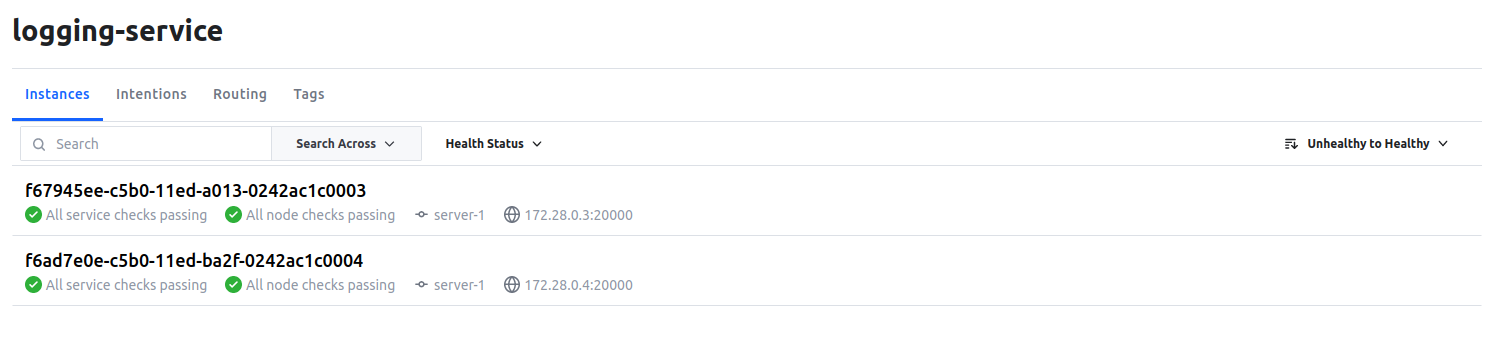 logging-service
Instances Intentions Routing Tags
Search Search Across Health Status Unhealthy to Healthy
f67945ee-c5b0-11ed-a013-0242ac1c0003
All service checks passing All node checks passing server-1 172.28.0.3:20000
f6ad7e0e-c5b0-11ed-ba2f-0242ac1c0004
All service checks passing All node checks passing server-1 172.28.0.4:20000